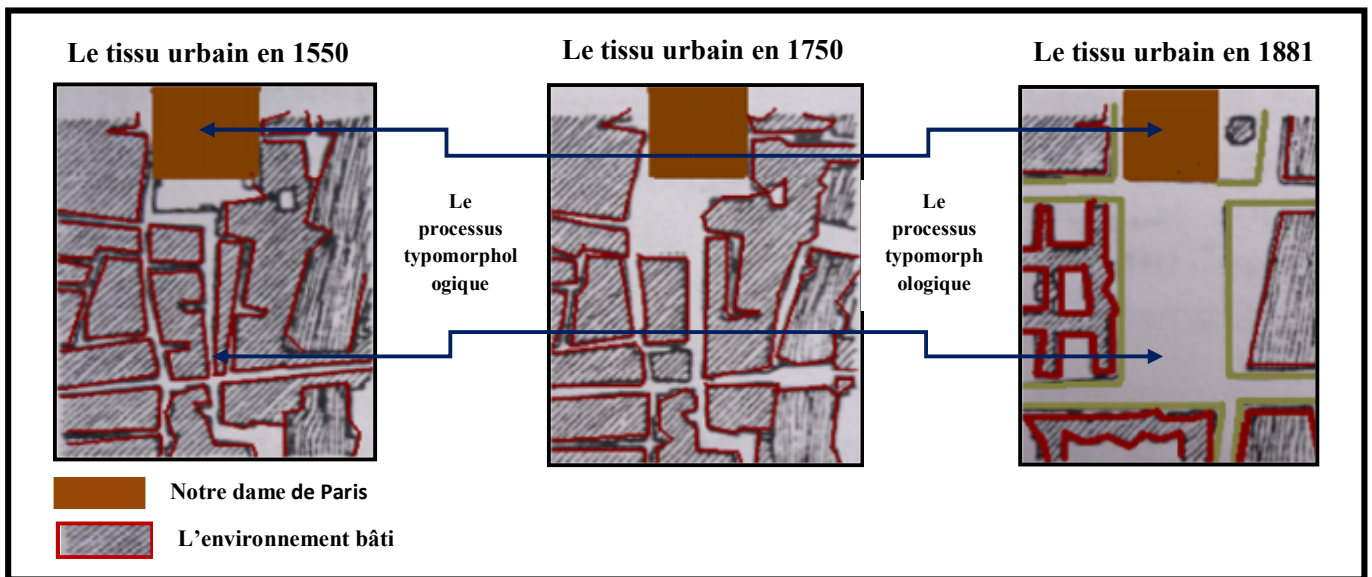 Le tissu urbain en 1550
Le tissu urbain en 1750
Le tissu urbain en 1881
Le
processus
typomorphol
ogique
Le
processus
typomorph
ologique
Notre dame de Paris
L’environnement bâti